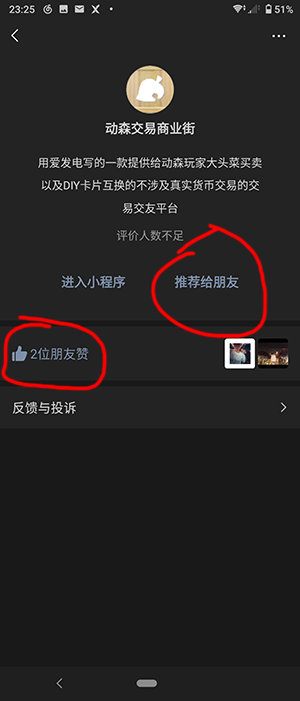 23:25
51%
动森交易商业街
用爱发电写的一款提供给动森玩家大头菜买卖
以及DIY卡片互换的不涉及真实货币交易的交
易交友平台
评价人数不足
进入小程序 推荐给朋友
2位朋友赞
反馈与投诉